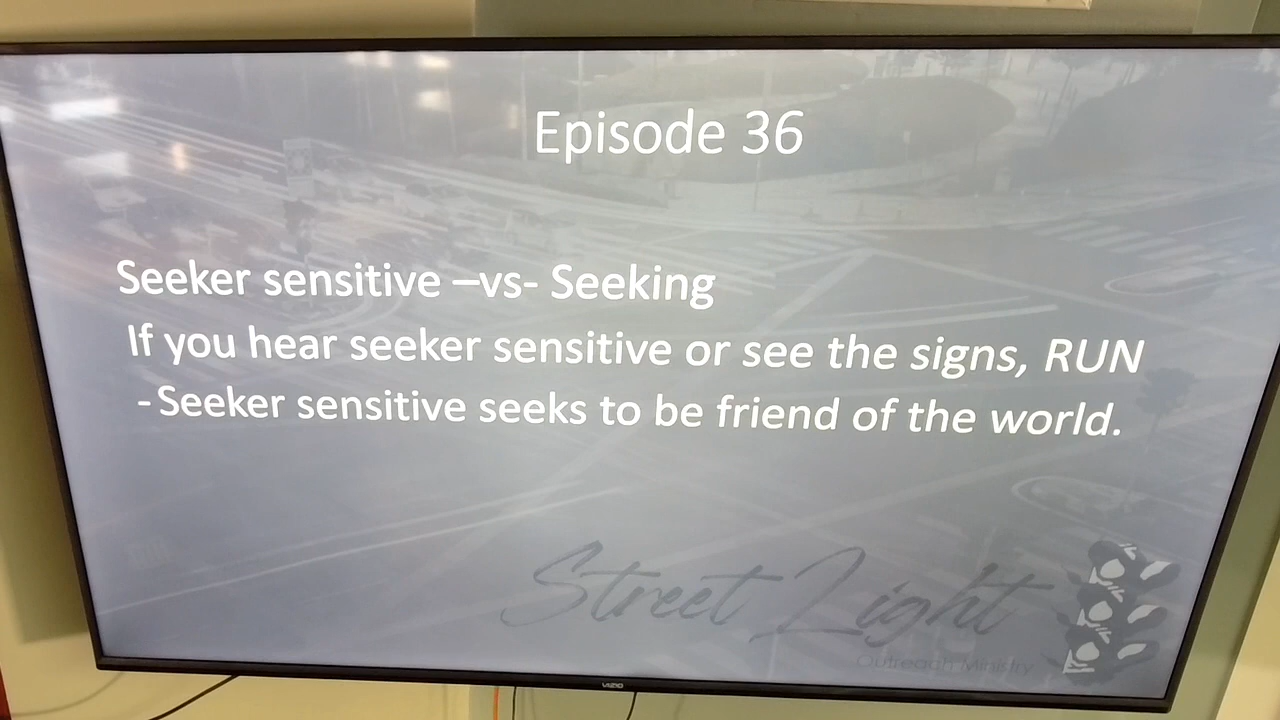 Episode 36
Seeker sensitive –vs- Seeking
If you hear seeker sensitive or see the signs, RUN
- Seeker sensitive seeks to be friend of the world.
Street Light
Outreach Ministry
VIZIO